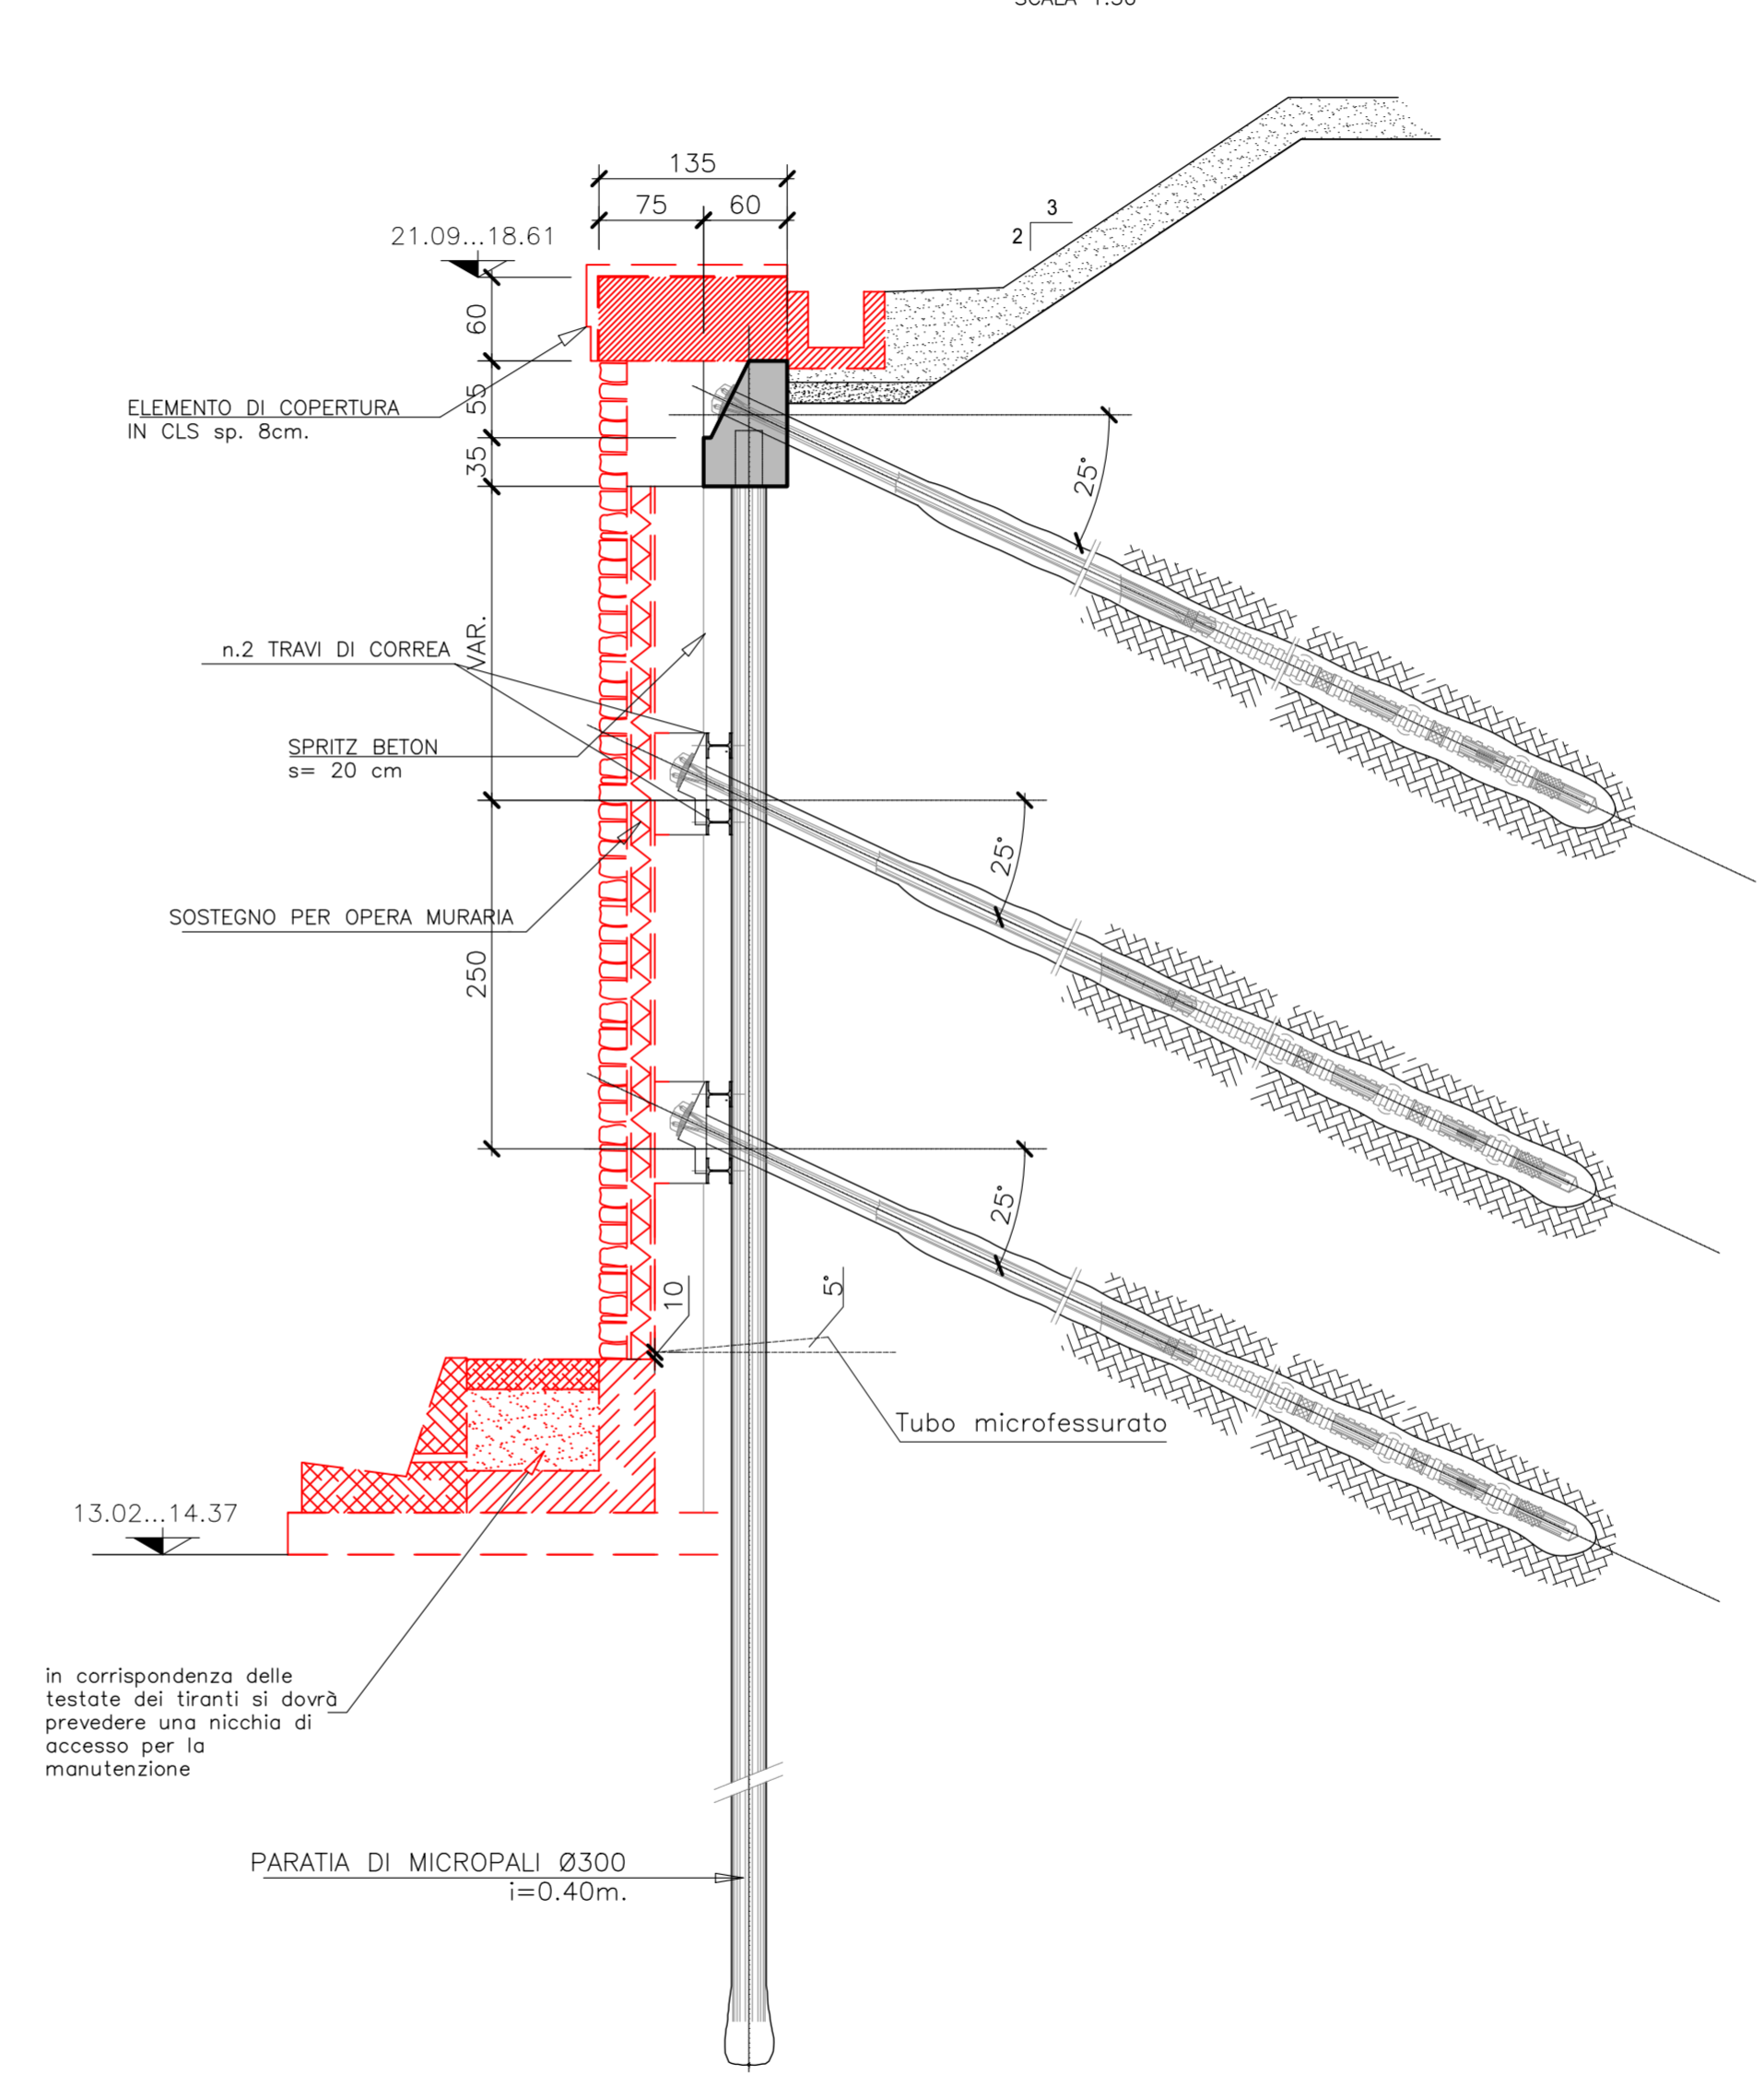 135
75
60
3
2
21.09...18.61
60
55
ELEMENTO DI COPERTURA
IN CLS sp. 8cm.
35
25°
VAR.
n.2 TRAVI DI CORREA
SPRITZ BETON
s= 20 cm
25°
SOSTEGNO PER OPERA MURARIA
250
25°
10
5°
Tubo microfessurato
13.02...14.37
in corrispondenza delle
testate dei tiranti si dovrà
prevedere una nicchia di
accesso per la
manutenzione
PARATIA DI MICROPALI Ø300
i=0.40m.